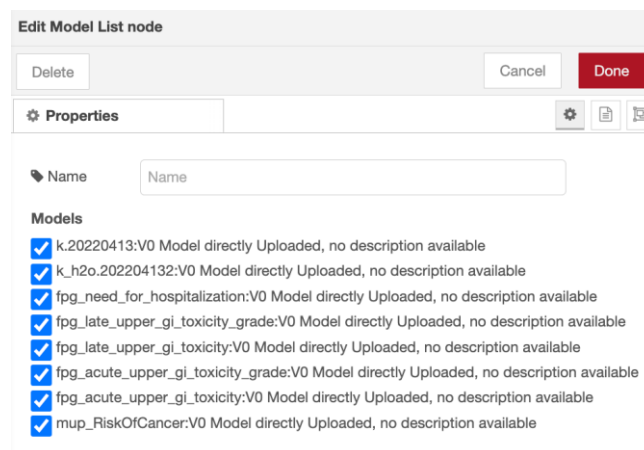 Edit Model List node
Delete
Cancel
Done
Properties
Name
Name
Models
k.20220413:V0 Model directly Uploaded, no description available
k_h2o.202204132:V0 Model directly Uploaded, no description available
fpg_need_for_hospitalization:V0 Model directly Uploaded, no description available
fpg_late_upper_gi_toxicity_grade:V0 Model directly Uploaded, no description available
fpg_late_upper_gi_toxicity:V0 Model directly Uploaded, no description available
fpg_acute_upper_gi_toxicity_grade:V0 Model directly Uploaded, no description available
fpg_acute_upper_gi_toxicity:V0 Model directly Uploaded, no description available
mup_RiskOfCancer:V0 Model directly Uploaded, no description available